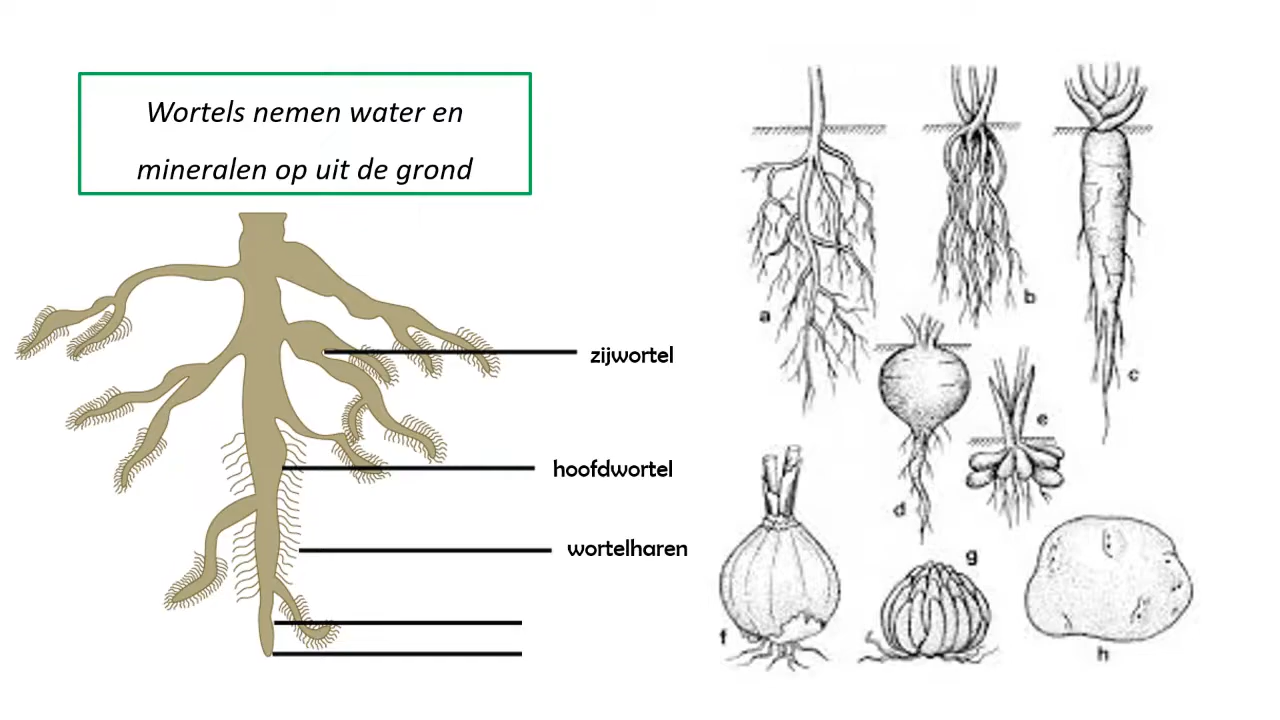 Wortels nemen water en
mineralen op uit de grond
zijwortel
hoofdwortel
wortelharen
a
b
c
d
e
f
g
h